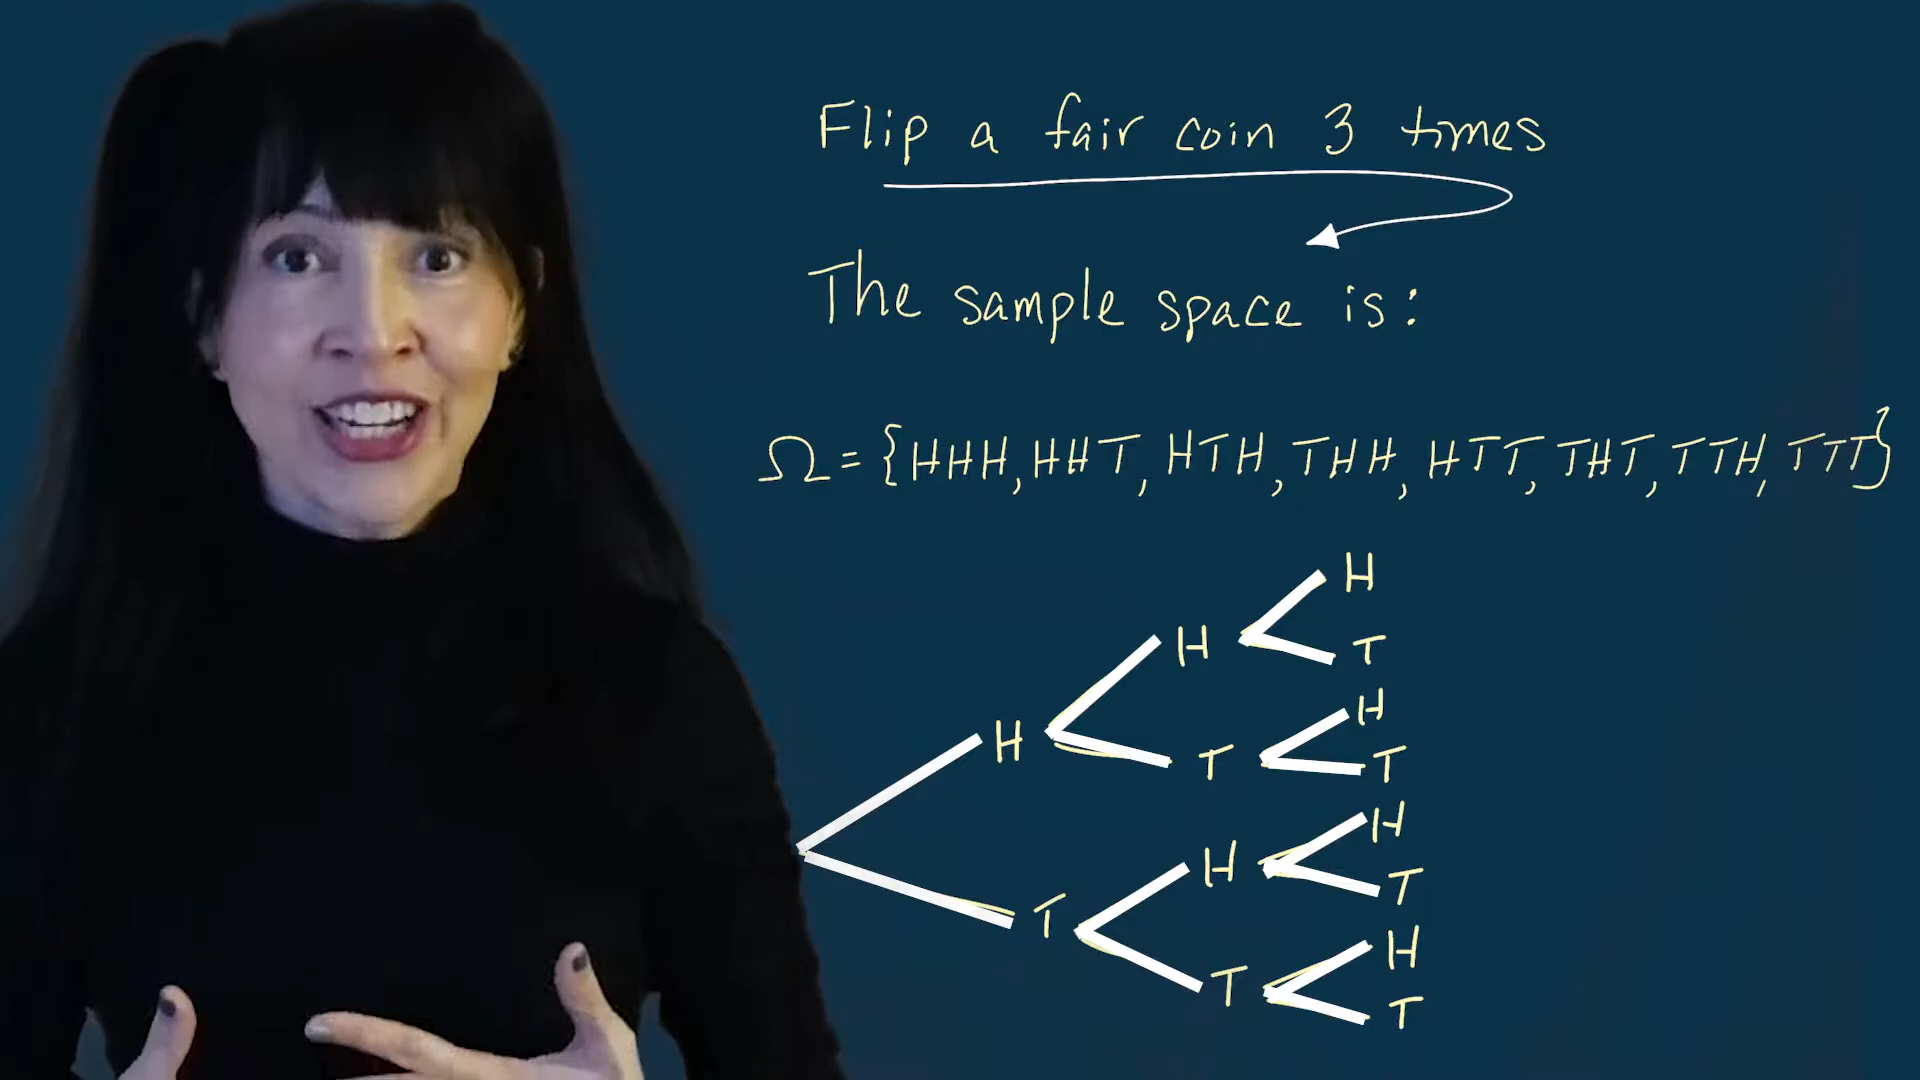 Flip a fair coin 3 times
The sample space is:
Ω = {HHH, HHT, HTH, THH, HTT, THT, TTH, TTT}
H
H
T
H
H
T
T
H
H
T
T
H
T
T